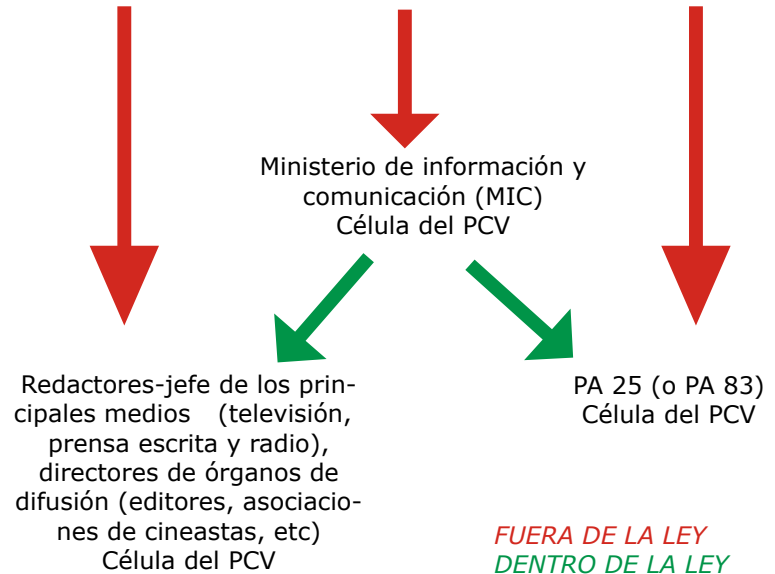 Ministerio de información y
comunicación (MIC)
Célula del PCV
Redactores-jefe de los prin-
cipales medios (televisión,
prensa escrita y radio),
directores de órganos de
difusión (editores, asociacio-
nes de cineastas, etc)
Célula del PCV
PA 25 (o PA 83)
Célula del PCV
FUERA DE LA LEY
DENTRO DE LA LEY